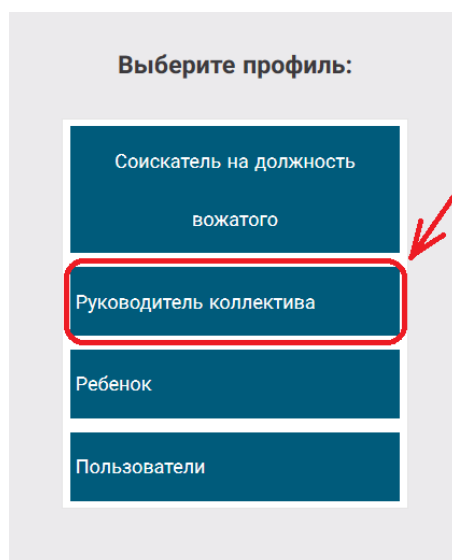 Выберите профиль:
Соискатель на должность
вожатого
Руководитель коллектива
Ребенок
Пользователи